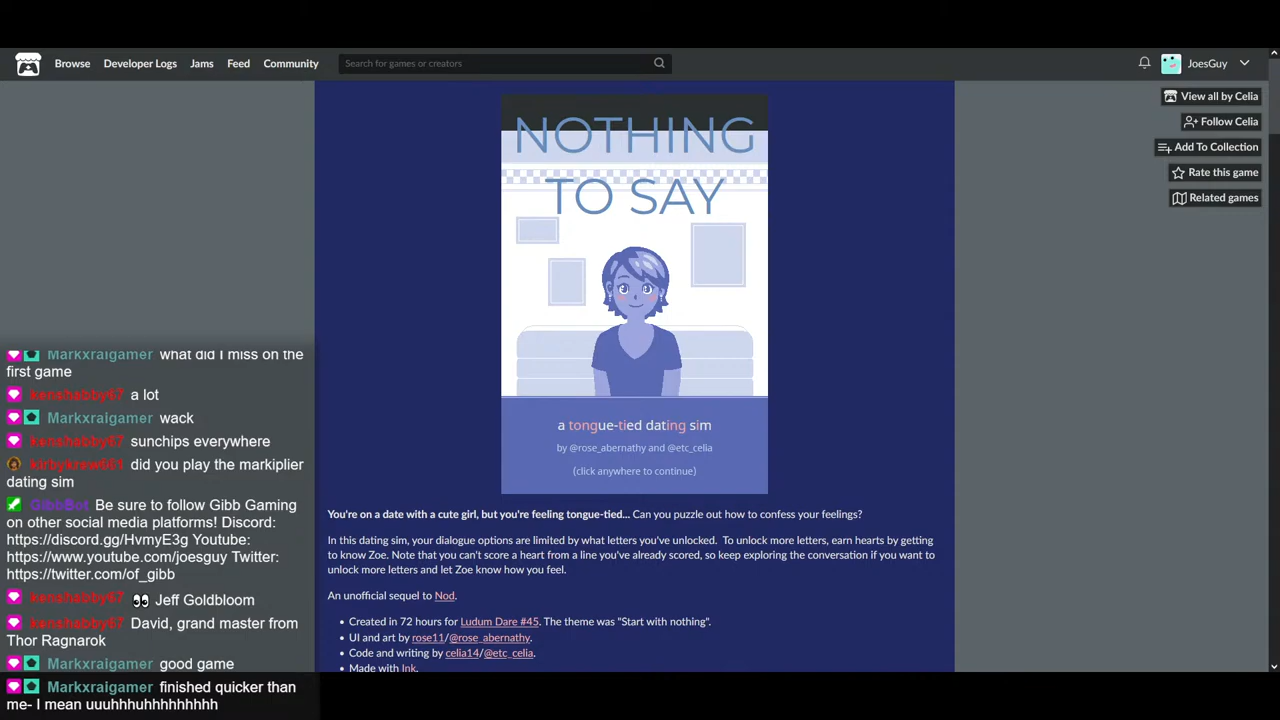 Browse Developer Logs Jams Feed Community Search for games or creators JoesGuy
View all by Celia
Follow Celia
Add To Collection
Rate this game
Related games
NOTHING
TO SAY
a tongue-tied dating sim
by @rose_abernathy and @etc_celia
(click anywhere to continue)
You're on a date with a cute girl, but you're feeling tongue-tied... Can you puzzle out how to confess your feelings?
In this dating sim, your dialogue options are limited by what letters you've unlocked. To unlock more letters, earn hearts by getting
to know Zoe. Note that you can't score a heart from a line you've already scored, so keep exploring the conversation if you want to
unlock more letters and let Zoe know how you feel.
An unofficial sequel to Nod.
• Created in 72 hours for Ludum Dare #45. The theme was "Start with nothing".
• UI and art by rose11/@rose_abernathy.
• Code and writing by celia14/@etc_celia.
• Made with Ink.
Markxraigamer what did I miss on the
first game
kenshabby67 a lot
Markxraigamer wack
kenshabby67 sunchips everywhere
kirbykrew561 did you play the markiplier
dating sim
GibbBot Be sure to follow Gibb Gaming
on other social media platforms! Discord:
https://discord.gg/HvmyE3g Youtube:
https://www.youtube.com/joesguy Twitter:
https://twitter.com/of_gibb
kenshabby67 👀 Jeff Goldbloom
kenshabby67 David, grand master from
Thor Ragnarok
Markxraigamer good game
Markxraigamer finished quicker than
me- I mean uuuhhhuhhhhhhhhh